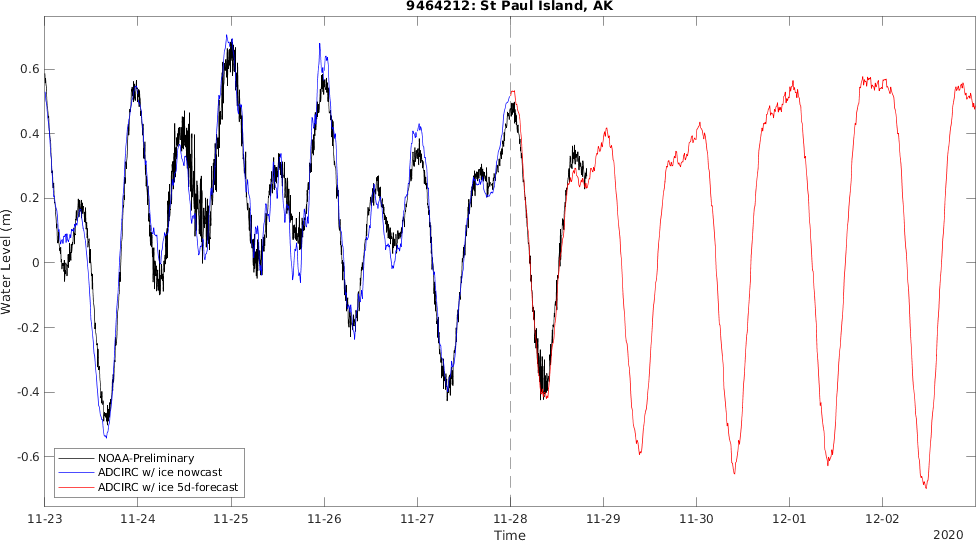 9464212: St Paul Island, AK
Water Level (m)
0.6
0.4
0.2
0
-0.2
-0.4
-0.6
NOAA-Preliminary
ADCIRC w/ ice nowcast
ADCIRC w/ ice 5d-forecast
11-23 11-24 11-25 11-26 11-27 11-28 11-29 11-30 12-01 12-02
Time
2020